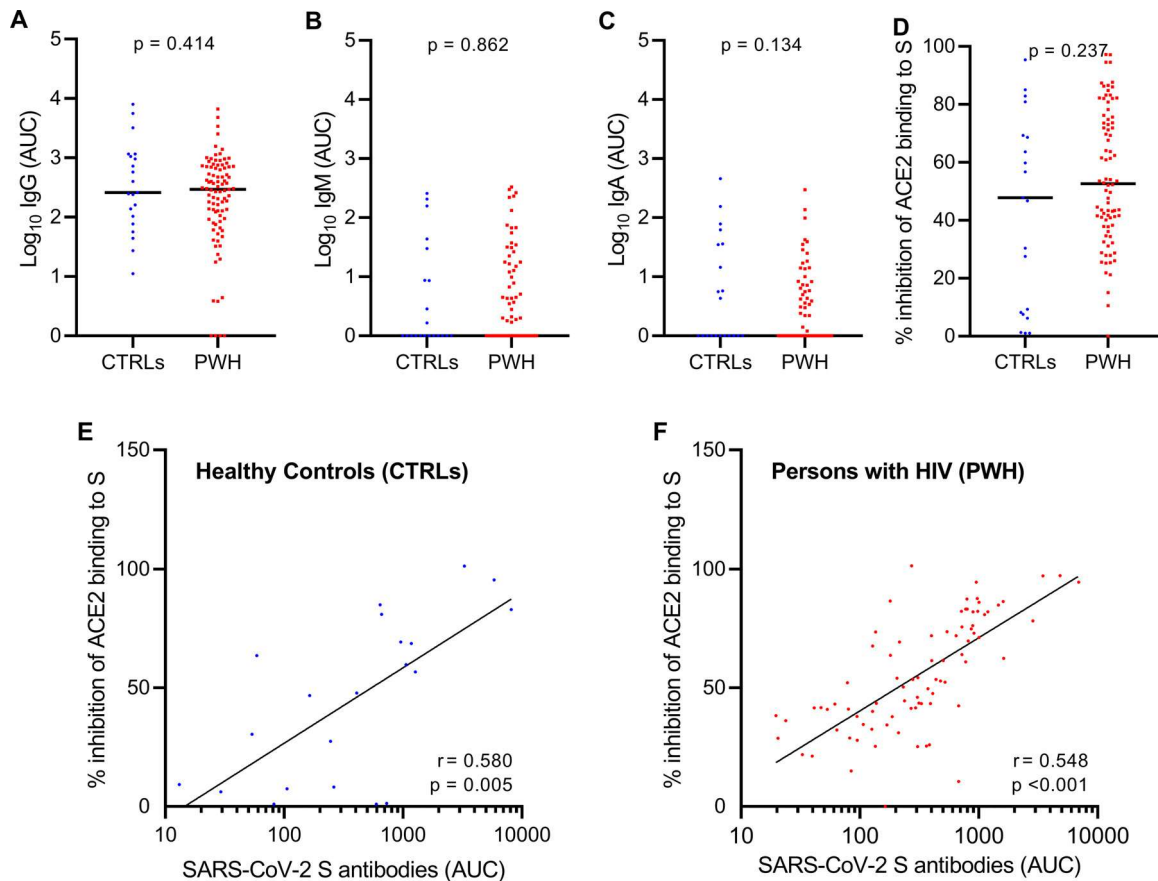 A
p = 0.414
Log10 IgG (AUC)
5
4
3
2
1
0
CTRLs PWH
B
p = 0.862
Log10 IgM (AUC)
5
4
3
2
1
0
CTRLs PWH
C
p = 0.134
Log10 IgA (AUC)
5
4
3
2
1
0
CTRLs PWH
D
p = 0.237
% inhibition of ACE2 binding to S
100
80
60
40
20
0
CTRLs PWH
E
Healthy Controls (CTRLs)
% inhibition of ACE2 binding to S
150
100
50
0
r = 0.580
p = 0.005
10 100 1000 10000
SARS-CoV-2 S antibodies (AUC)
F
Persons with HIV (PWH)
% inhibition of ACE2 binding to S
150
100
50
0
r = 0.548
p <0.001
10 100 1000 10000
SARS-CoV-2 S antibodies (AUC)